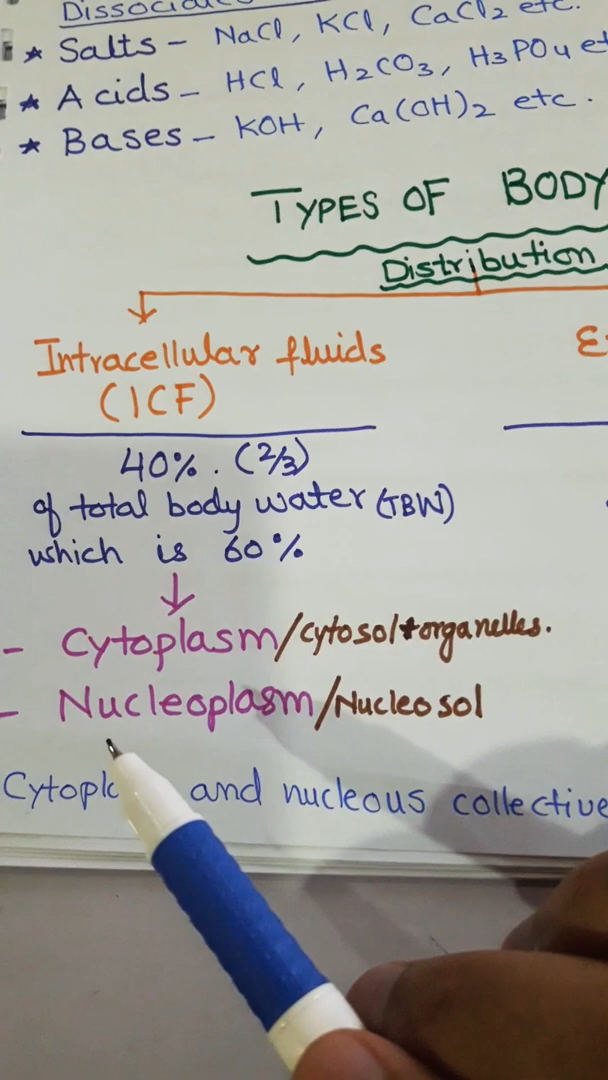 ★ Salts – NaCl, KCl, CaCl2 etc.
★ Acids – HCl, H2CO3, H3PO4
★ Bases – KOH, Ca(OH)2 etc.
TYPES OF BODY
Distribution
Intracellular fluids
(ICF)
40%. (2/3)
of total body water (TBW)
which is 60%
– Cytoplasm/Cytosol+organelles.
– Nucleoplasm/Nucleosol
and nucleous